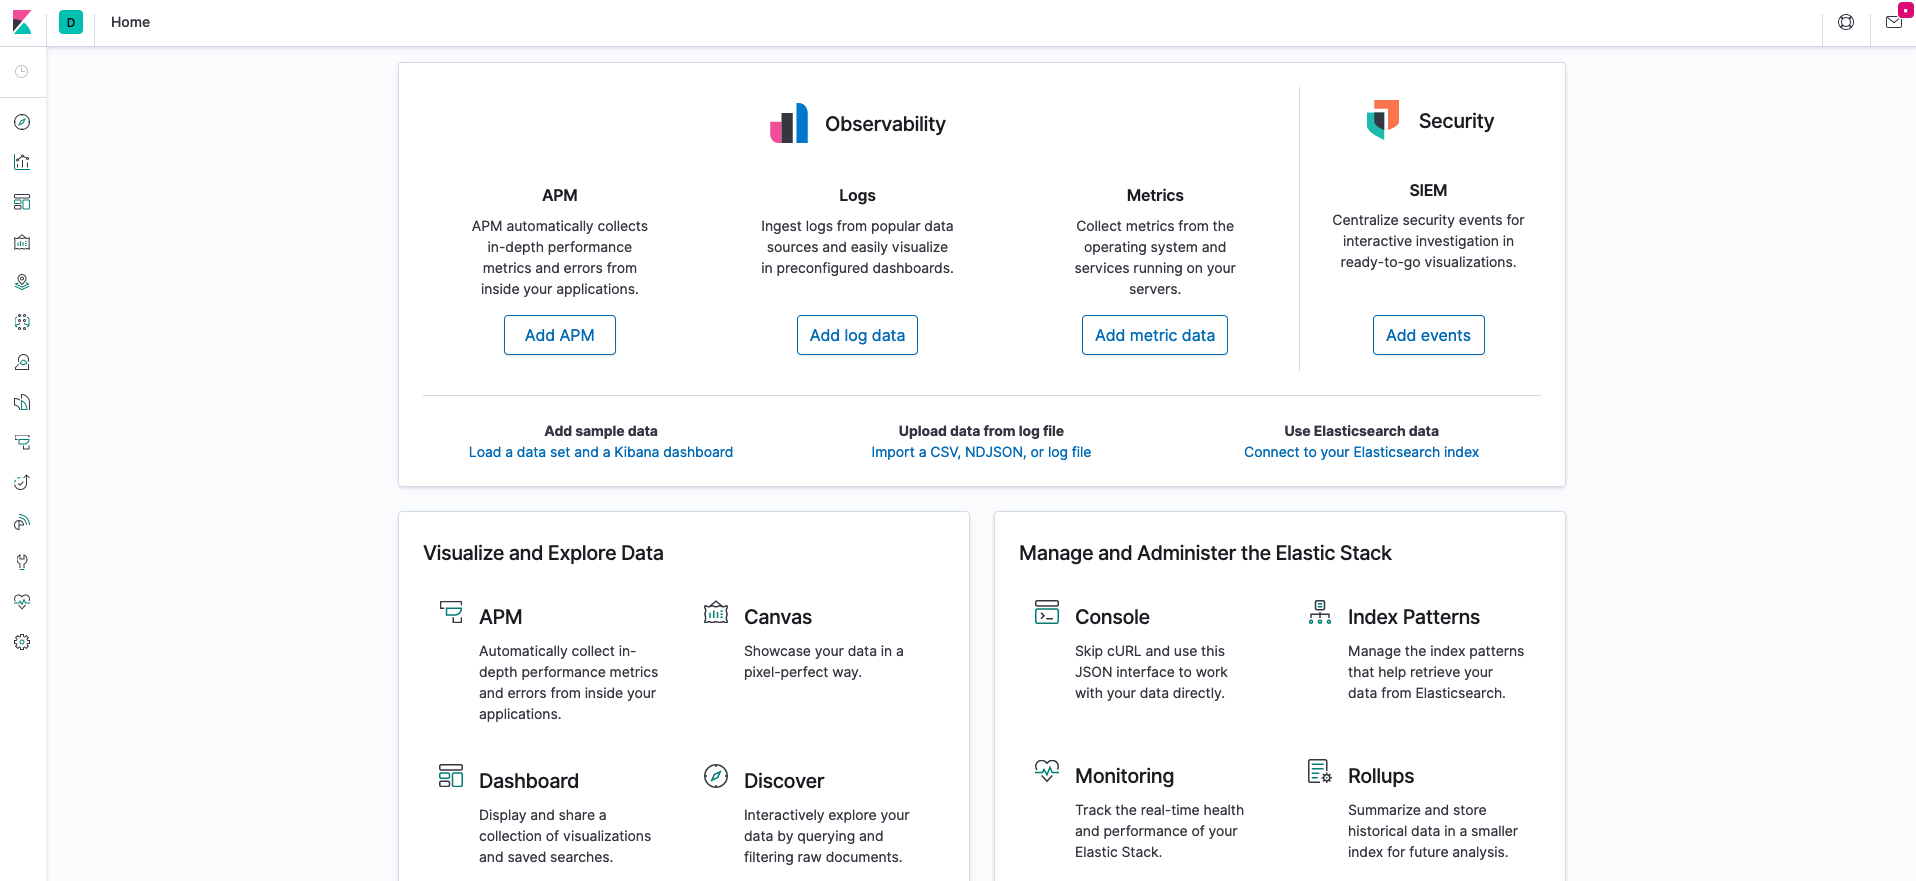 D Home
Observability
Security
APM
APM automatically collects
in-depth performance
metrics and errors from
inside your applications.
Add APM
Logs
Ingest logs from popular data
sources and easily visualize
in preconfigured dashboards.
Add log data
Metrics
Collect metrics from the
operating system and
services running on your
servers.
Add metric data
SIEM
Centralize security events for
interactive investigation in
ready-to-go visualizations.
Add events
Add sample data
Load a data set and a Kibana dashboard
Upload data from log file
Import a CSV, NDJSON, or log file
Use Elasticsearch data
Connect to your Elasticsearch index
Visualize and Explore Data
APM
Automatically collect in-
depth performance metrics
and errors from inside your
applications.
Canvas
Showcase your data in a
pixel-perfect way.
Dashboard
Display and share a
collection of visualizations
and saved searches.
Discover
Interactively explore your
data by querying and
filtering raw documents.
Manage and Administer the Elastic Stack
Console
Skip cURL and use this
JSON interface to work
with your data directly.
Index Patterns
Manage the index patterns
that help retrieve your
data from Elasticsearch.
Monitoring
Track the real-time health
and performance of your
Elastic Stack.
Rollups
Summarize and store
historical data in a smaller
index for future analysis.